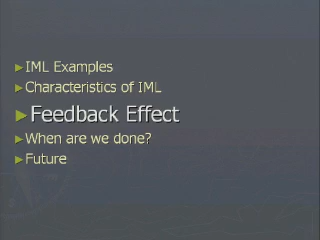 IML Examples
Characteristics of IML
Feedback Effect
When are we done?
Future